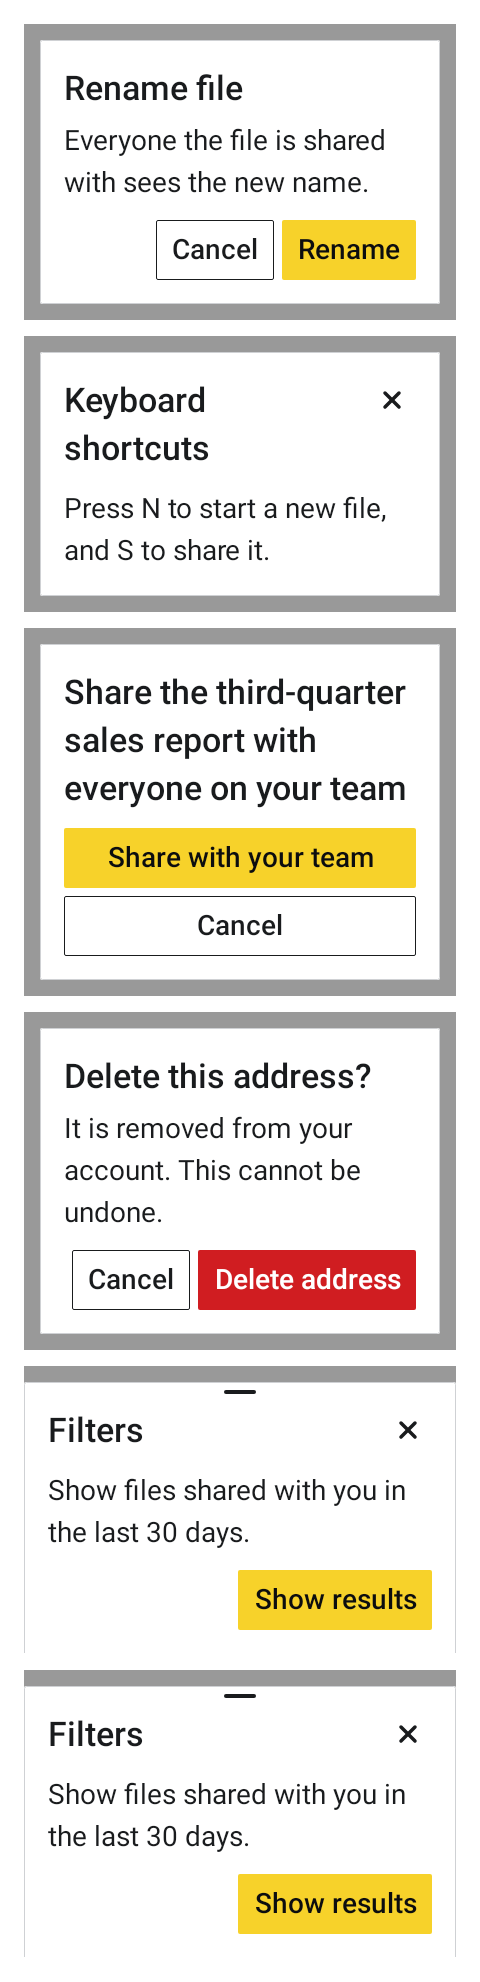 Rename file
Everyone the file is shared
with sees the new name.
Cancel Rename
Keyboard
shortcuts
Press N to start a new file,
and S to share it.
Share the third-quarter
sales report with
everyone on your team
Share with your team
Cancel
Delete this address?
It is removed from your
account. This cannot be
undone.
Cancel Delete address
Filters
Show files shared with you in
the last 30 days.
Show results
Filters
Show files shared with you in
the last 30 days.
Show results